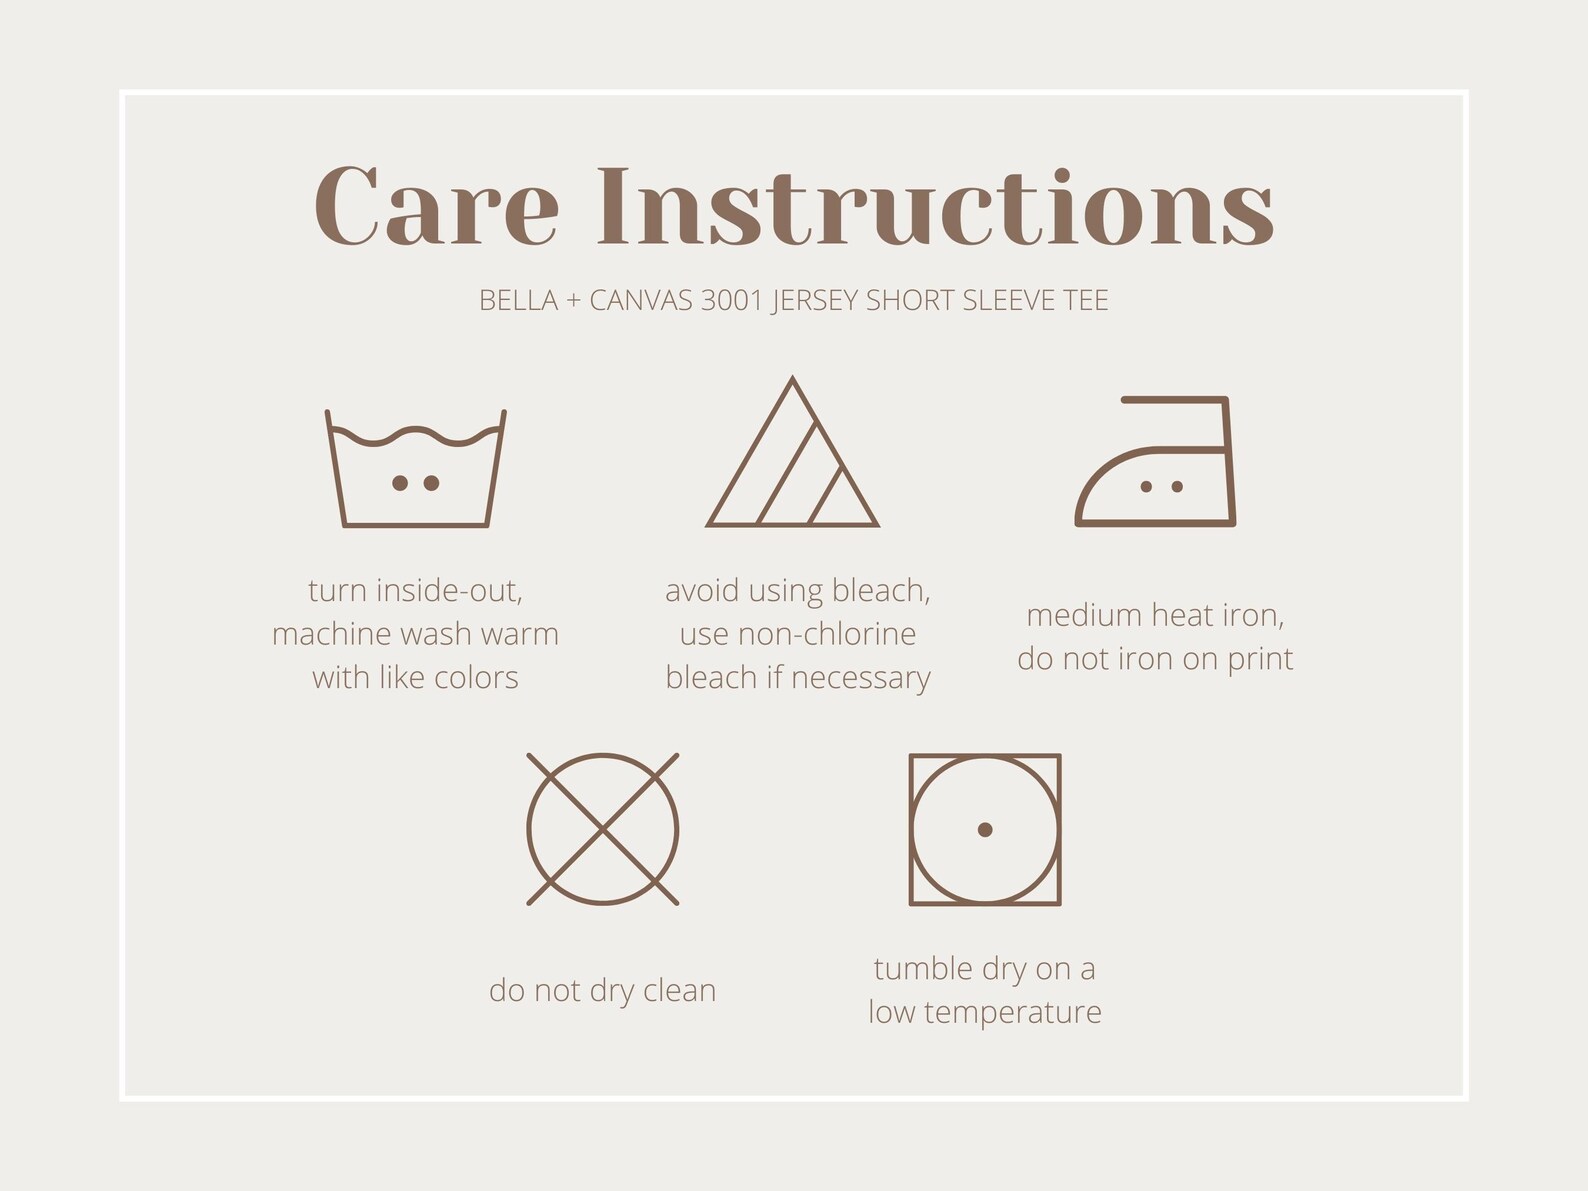 Care Instructions
BELLA + CANVAS 3001 JERSEY SHORT SLEEVE TEE
turn inside-out,
machine wash warm
with like colors
avoid using bleach,
use non-chlorine
bleach if necessary
medium heat iron,
do not iron on print
do not dry clean
tumble dry on a
low temperature